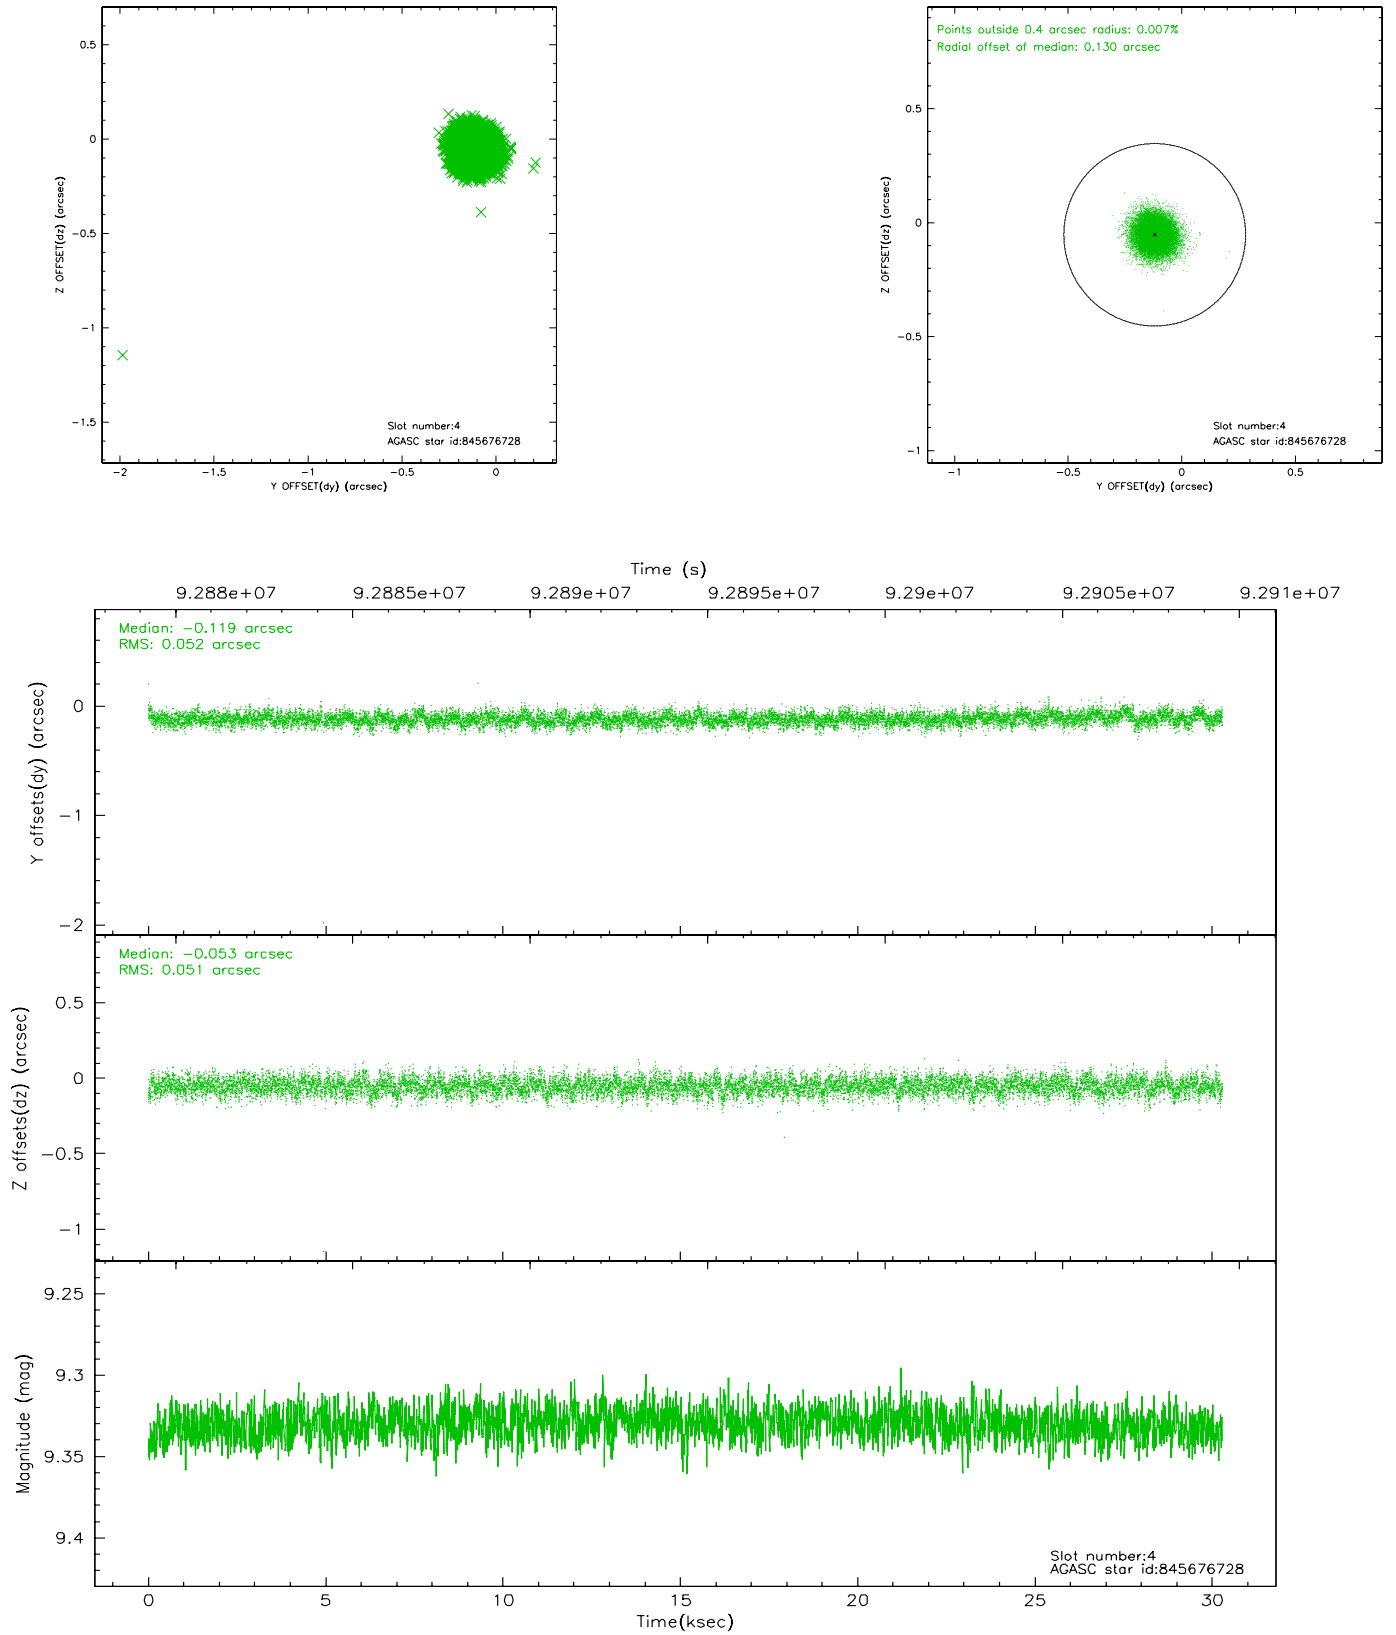 0.5
0
-0.5
-1
-1.5
Z OFFSET(dz) (arcsec)
Slot number:4
AGASC star id:845676728
-2 -1.5 -1 -0.5 0
Y OFFSET(dy) (arcsec)
Points outside 0.4 arcsec radius: 0.007%
Radial offset of median: 0.130 arcsec
0.5
0
-0.5
-1
Z OFFSET(dz) (arcsec)
Slot number:4
AGASC star id:845676728
-1 -0.5 0 0.5
Y OFFSET(dy) (arcsec)
Time (s)
9.288e+07 9.2885e+07 9.289e+07 9.2895e+07 9.29e+07 9.2905e+07 9.291e+07
Median: -0.119 arcsec
RMS: 0.052 arcsec
0
-1
-2
Y offsets(dy) (arcsec)
Median: -0.053 arcsec
RMS: 0.051 arcsec
0.5
0
-0.5
-1
Z offsets(dz) (arcsec)
9.25
9.3
9.35
9.4
Magnitude (mag)
Slot number:4
AGASC star id:845676728
0 5 10 15 20 25 30
Time(ksec)